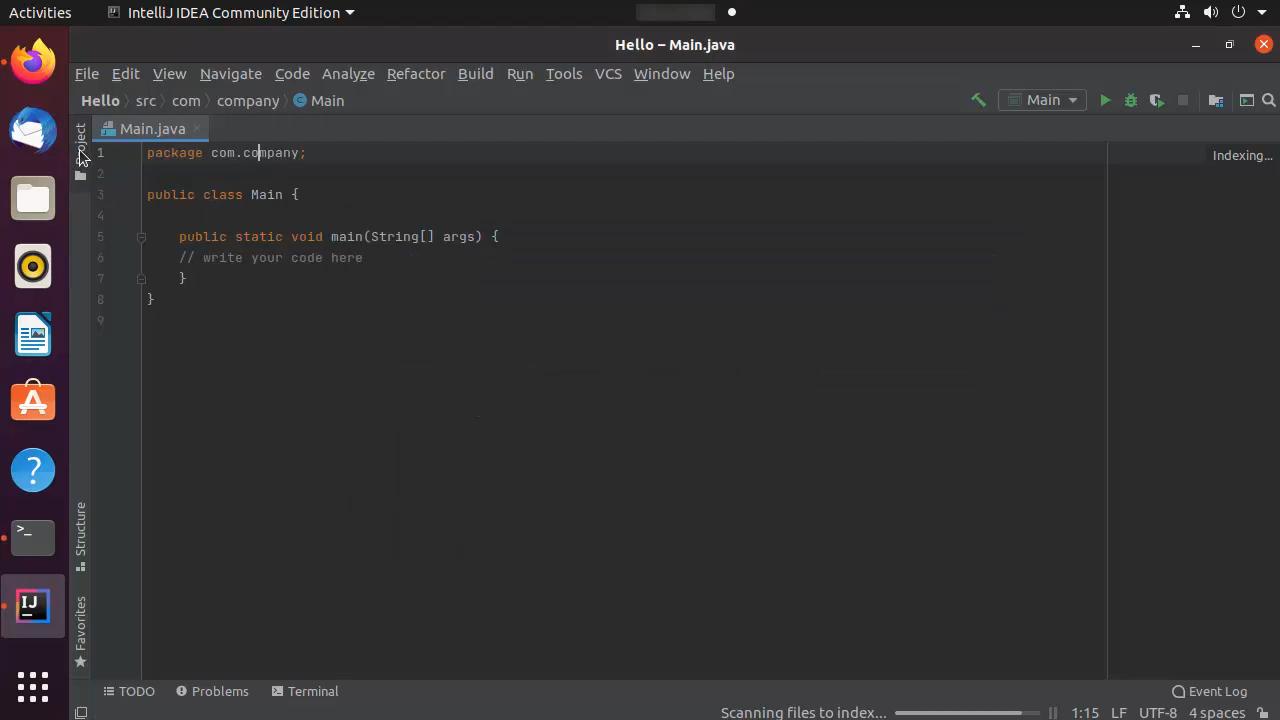 Activities IntelliJ IDEA Community Edition
Hello – Main.java
File Edit View Navigate Code Analyze Refactor Build Run Tools VCS Window Help
Hello src com company C Main Main
Main.java
1 package com.company;
Indexing...
2
3 public class Main {
4
5 public static void main(String[] args) {
6 // write your code here
7 }
8 }
9
Structure
Favorites
IJ
TODO Problems Terminal Event Log
Scanning files to index... 1:15 LF UTF-8 4 spaces